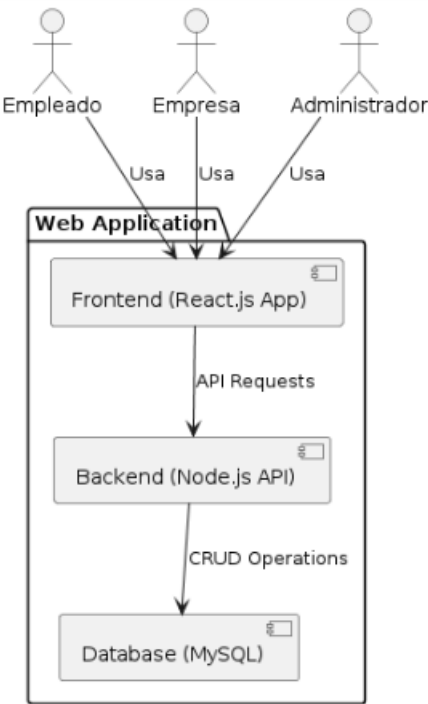 Empleado Empresa Administrador
Usa Usa Usa
Web Application
Frontend (React.js App)
API Requests
Backend (Node.js API)
CRUD Operations
Database (MySQL)